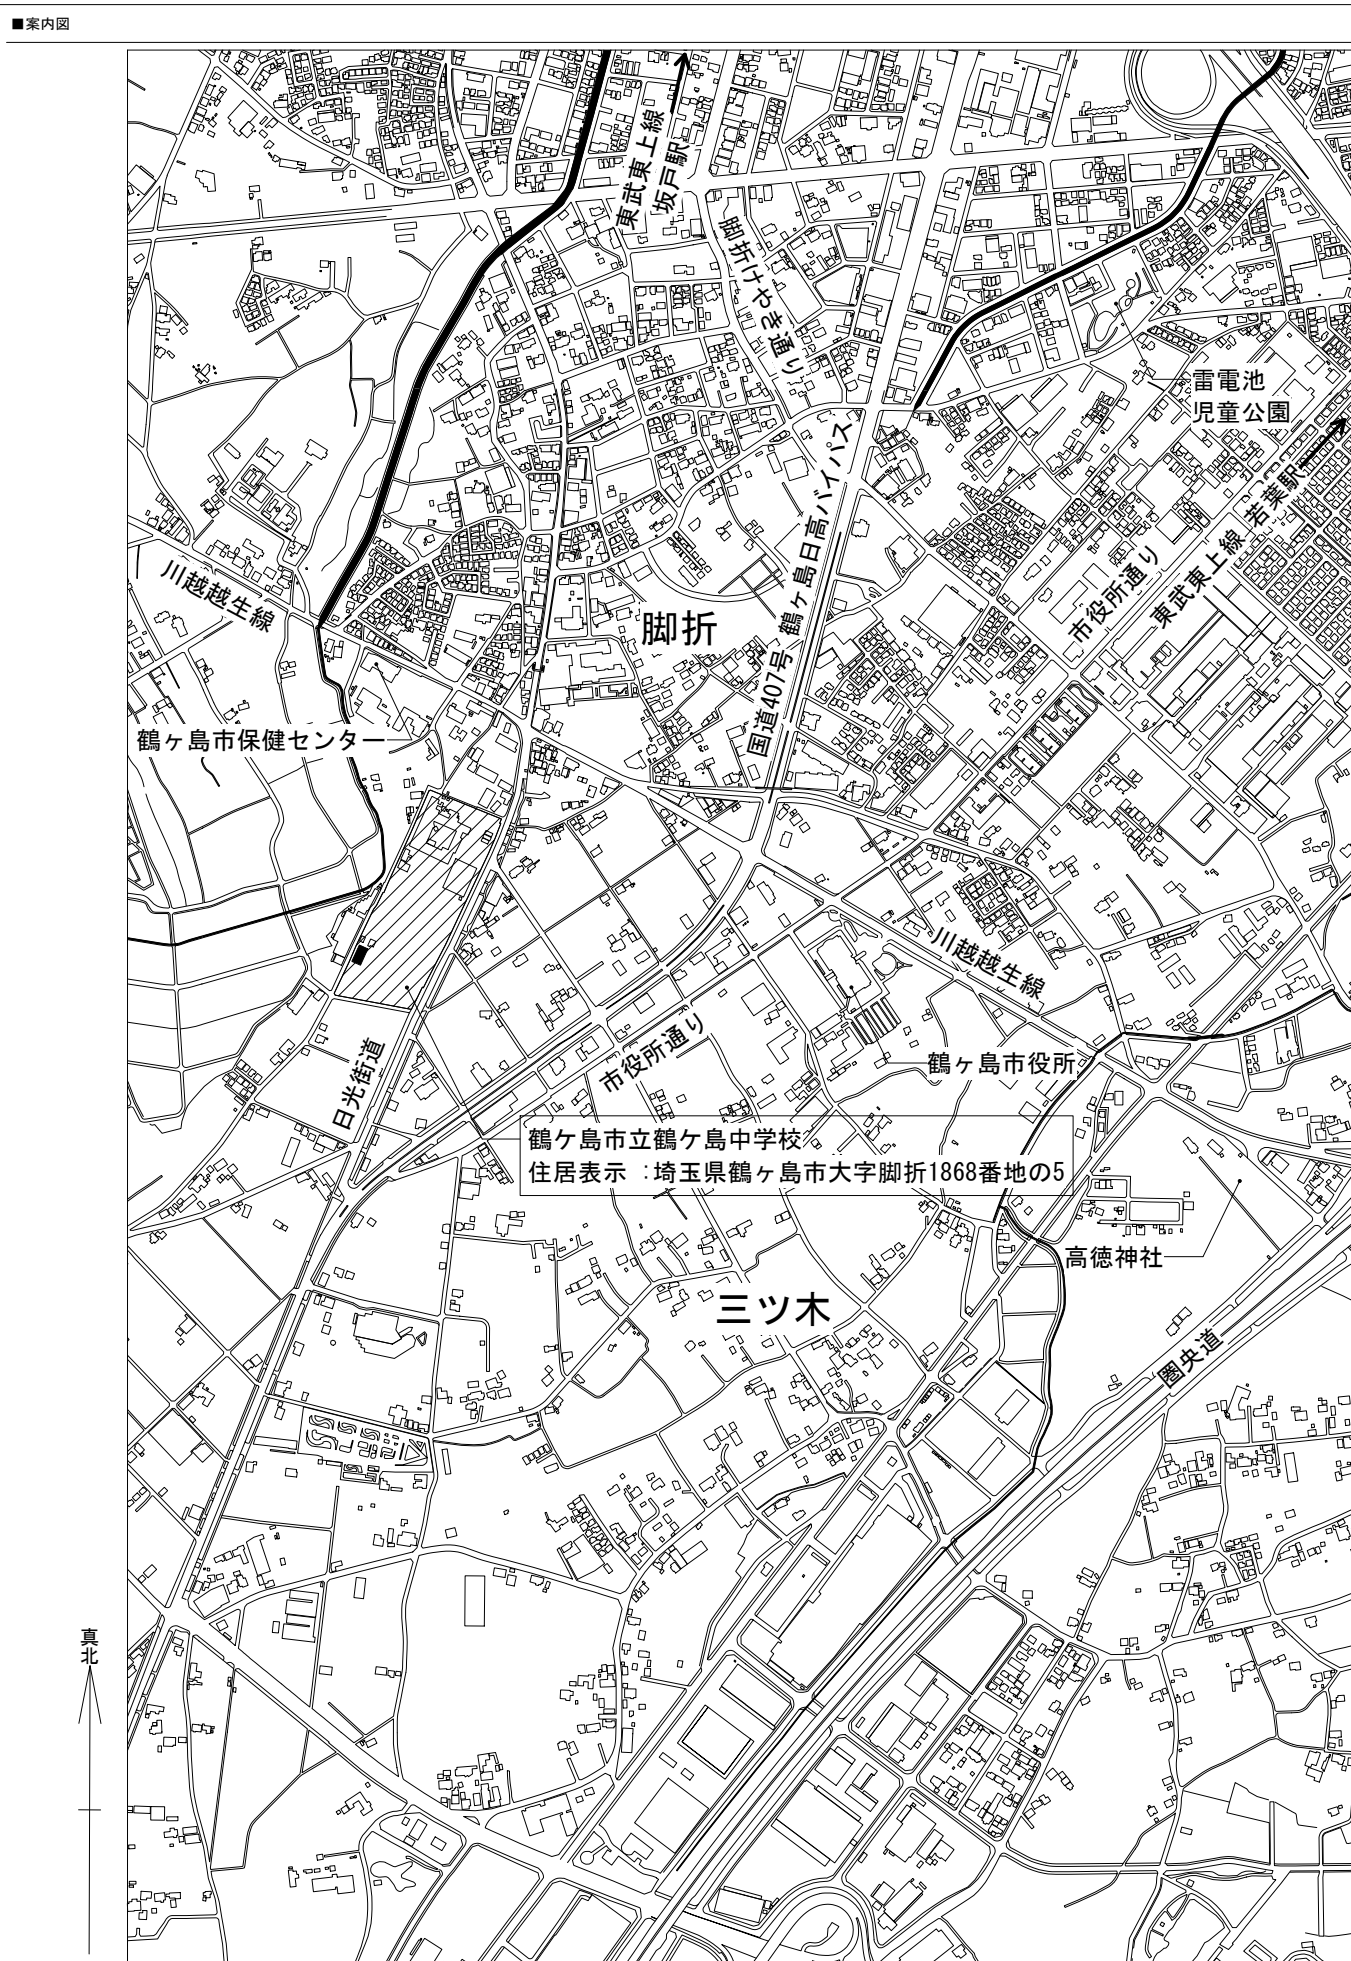 ■案内図
東武東上線
坂戸駅
脚折けやき通り
雷電池
児童公園
国道407号 鶴ヶ島日高バイパス
東武東上線 若葉駅
市役所通り
川越越生線
脚折
鶴ヶ島市保健センター
川越越生線
市役所通り
日光街道
鶴ヶ島市役所
鶴ケ島市立鶴ケ島中学校
住居表示 :埼玉県鶴ヶ島市大字脚折1868番地の5
高徳神社
三ツ木
圏央道
真北